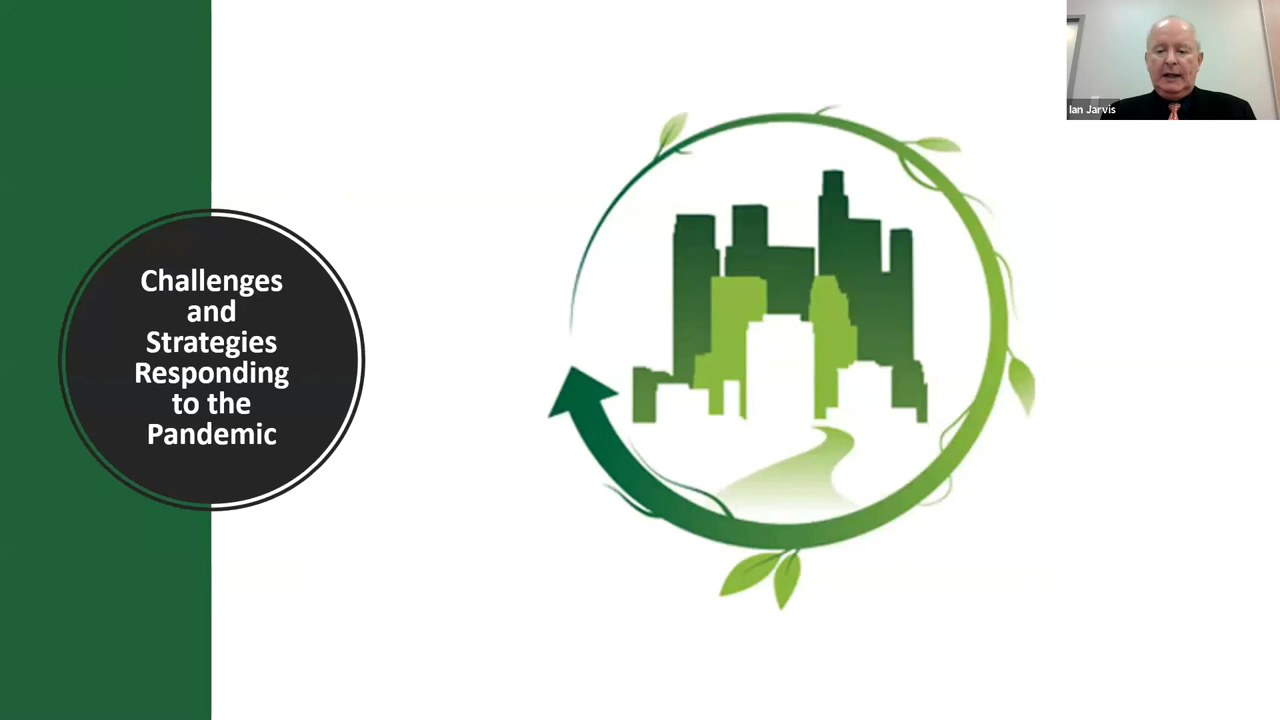 Challenges
and
Strategies
Responding
to the
Pandemic
Ian Jarvis